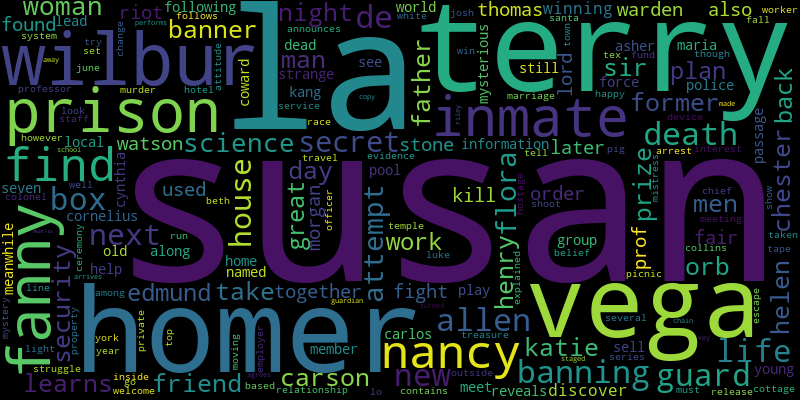 woman riot night de thomas winning warden also
found lead following banner world josh santa worker
system follows dead man see white asher town fall
wilbur la terry
try set change strange kang coward father mysterious win lord maria though
away june attitude service still sir plan police
professor murder hotel announces force tex fund happy former back
prison race copy marriage inmate
look staff performs secret stone information later death
however local watson science riley pig made device passage
find school cynthia day pool evidence tell arrest interest
seven well travel flora kill order prize men chester
box colonel used great morgan beth hostage mistress show
cornelius house susan
meanwhile fanny next old run along home named attempt work officer temple luke group belief shoot fair chief meeting
ceremony help henry explained prof orb collins taken tape
security line among edmund take together fight play picnic helen
mystery property light york year private top homer member carlos allen several vega escape
guardian treasure nancy katie sell series chain life
struggle moving employer reveals banning guard young
learns inside go welcome friend based relationship carson lo new contains meet outside discover staged must release cottage
arrives agrees